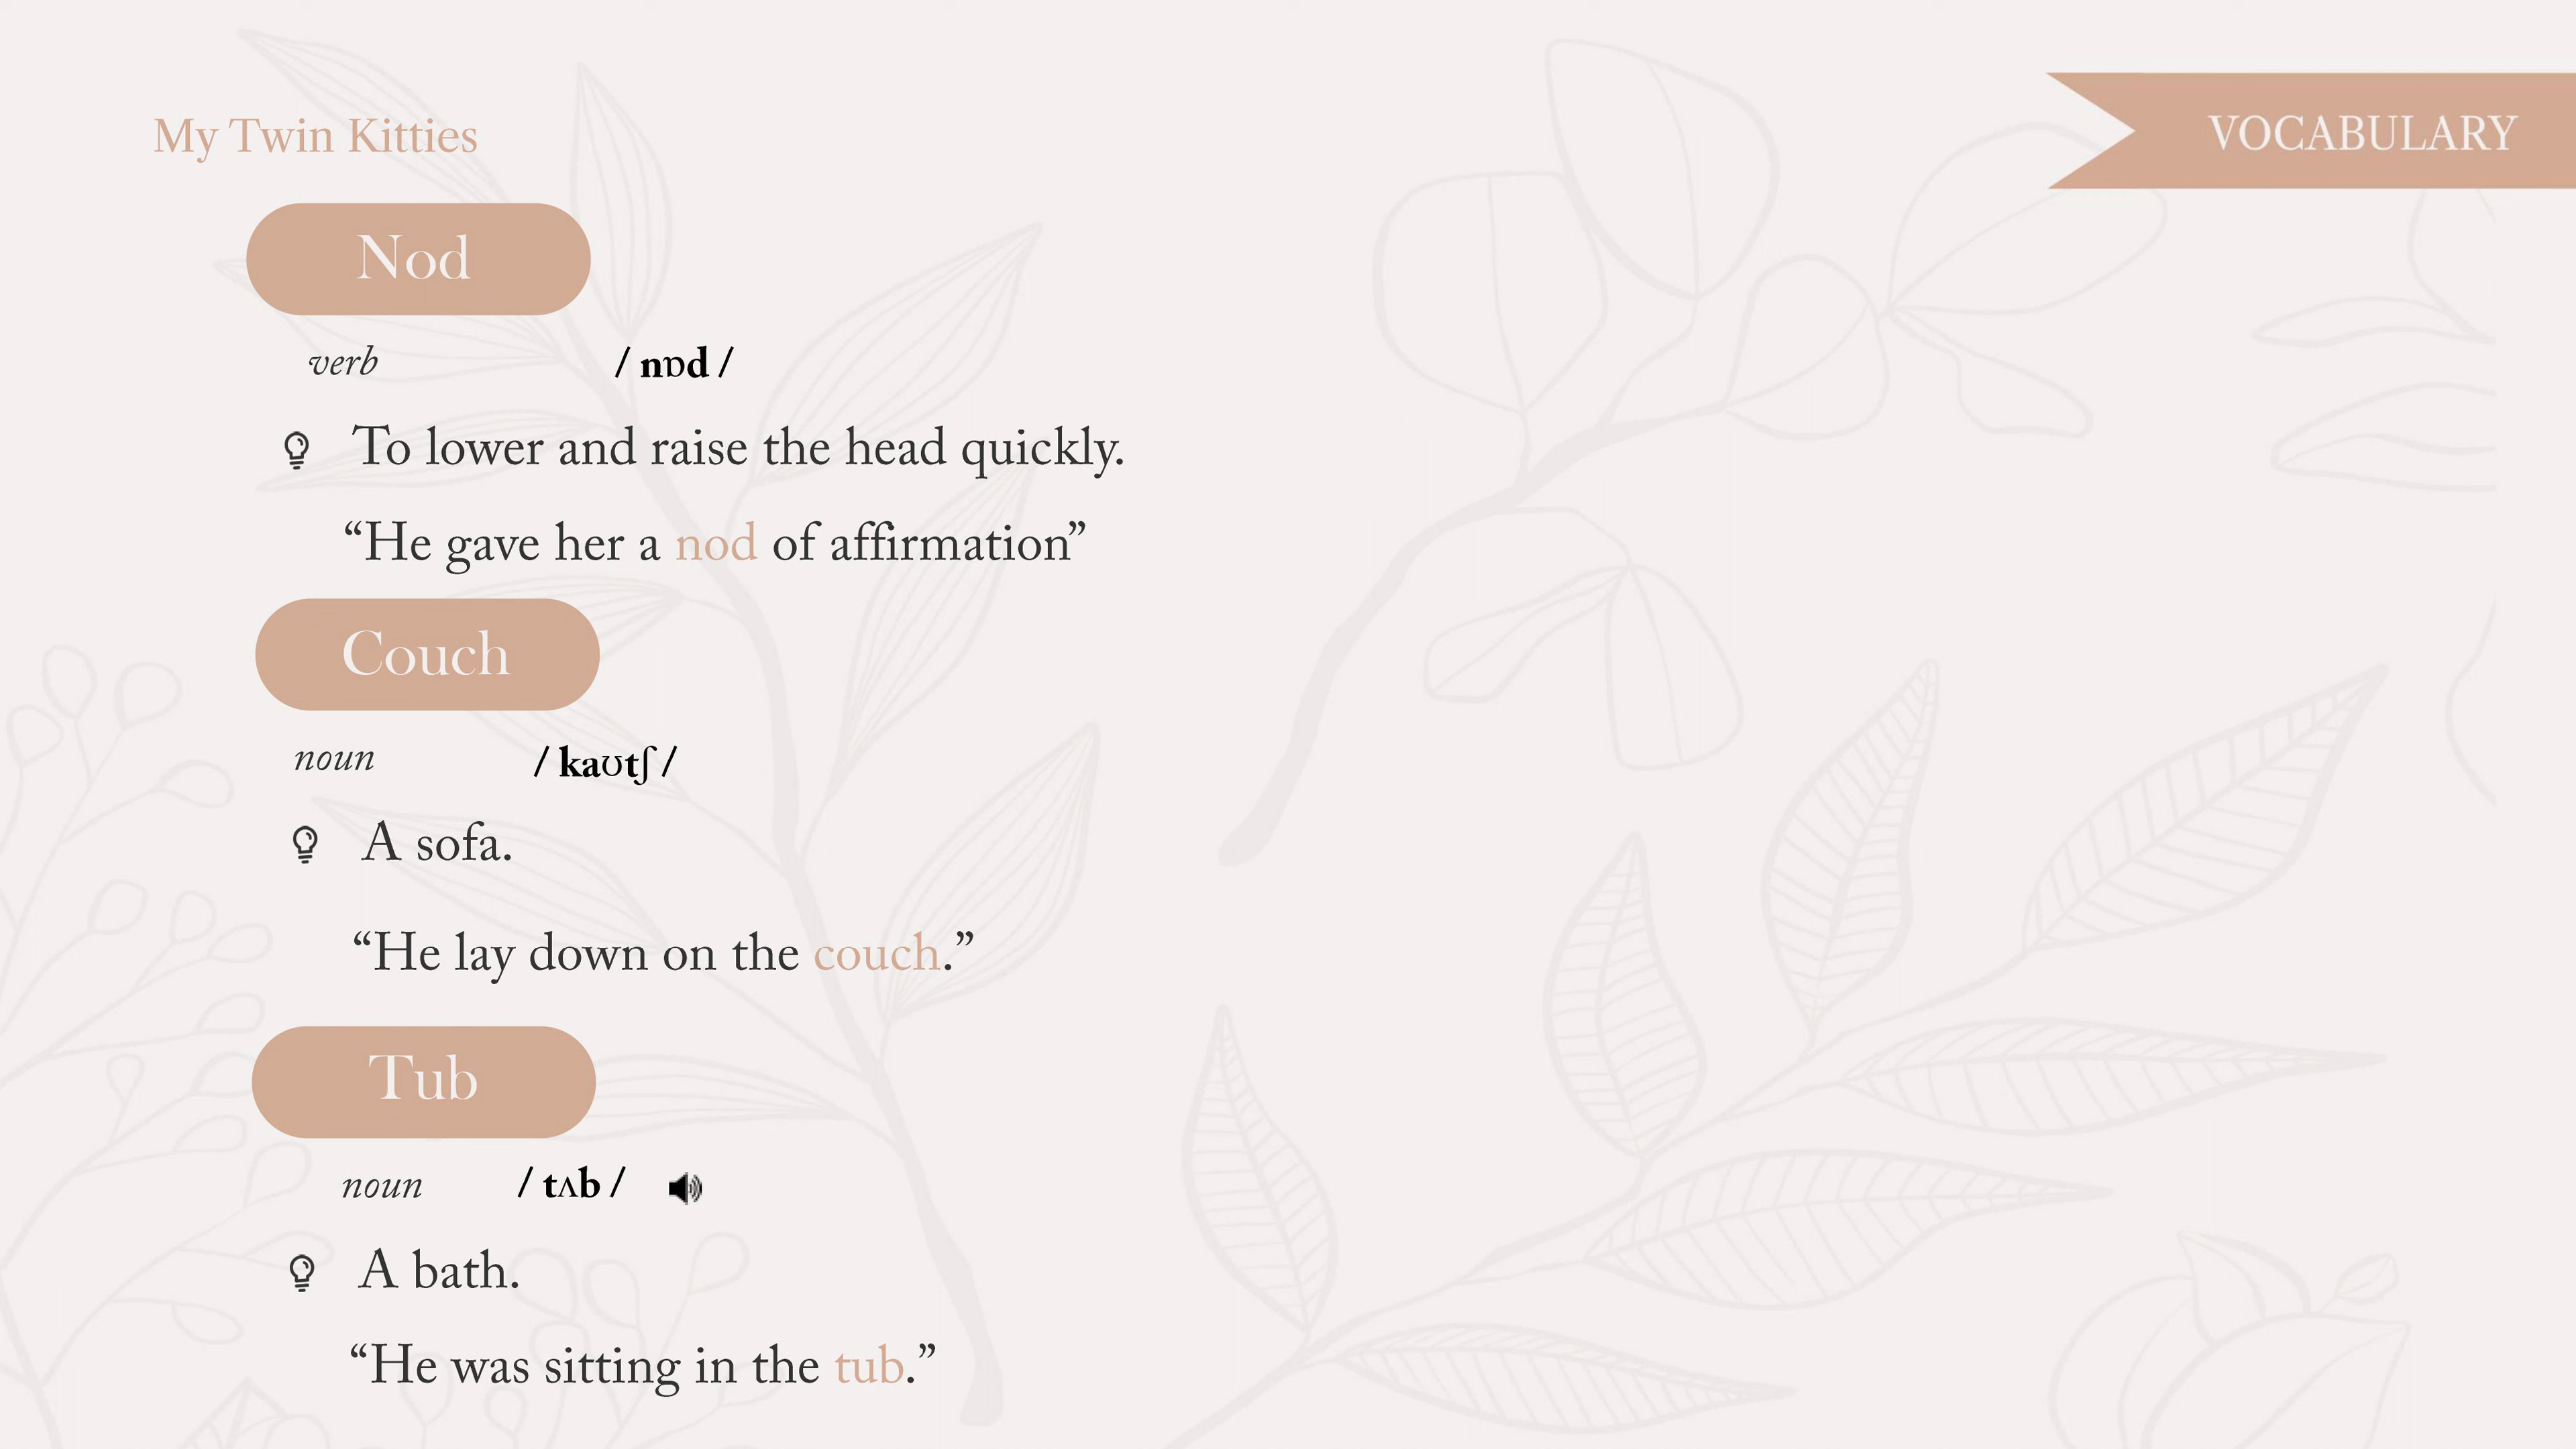 My Twin Kitties
VOCABULARY
Nod
verb / nɒd /
To lower and raise the head quickly.
“He gave her a nod of affirmation”
Couch
noun / kaʊtʃ /
A sofa.
“He lay down on the couch.”
Tub
noun / tʌb /
A bath.
“He was sitting in the tub.”